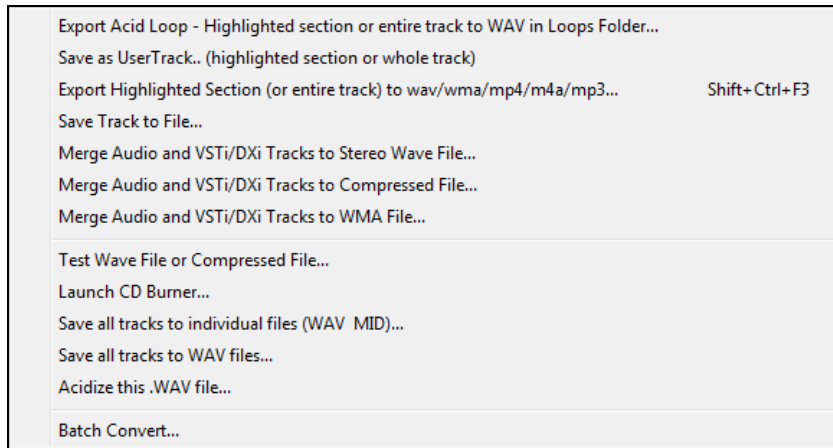 Export Acid Loop - Highlighted section or entire track to WAV in Loops Folder...
Save as UserTrack.. (highlighted section or whole track)
Export Highlighted Section (or entire track) to wav/wma/mp4/m4a/mp3... Shift+Ctrl+F3
Save Track to File...
Merge Audio and VSTi/DXi Tracks to Stereo Wave File...
Merge Audio and VSTi/DXi Tracks to Compressed File...
Merge Audio and VSTi/DXi Tracks to WMA File...
Test Wave File or Compressed File...
Launch CD Burner...
Save all tracks to individual files (WAV  MID)...
Save all tracks to WAV files...
Acidize this .WAV file...
Batch Convert...